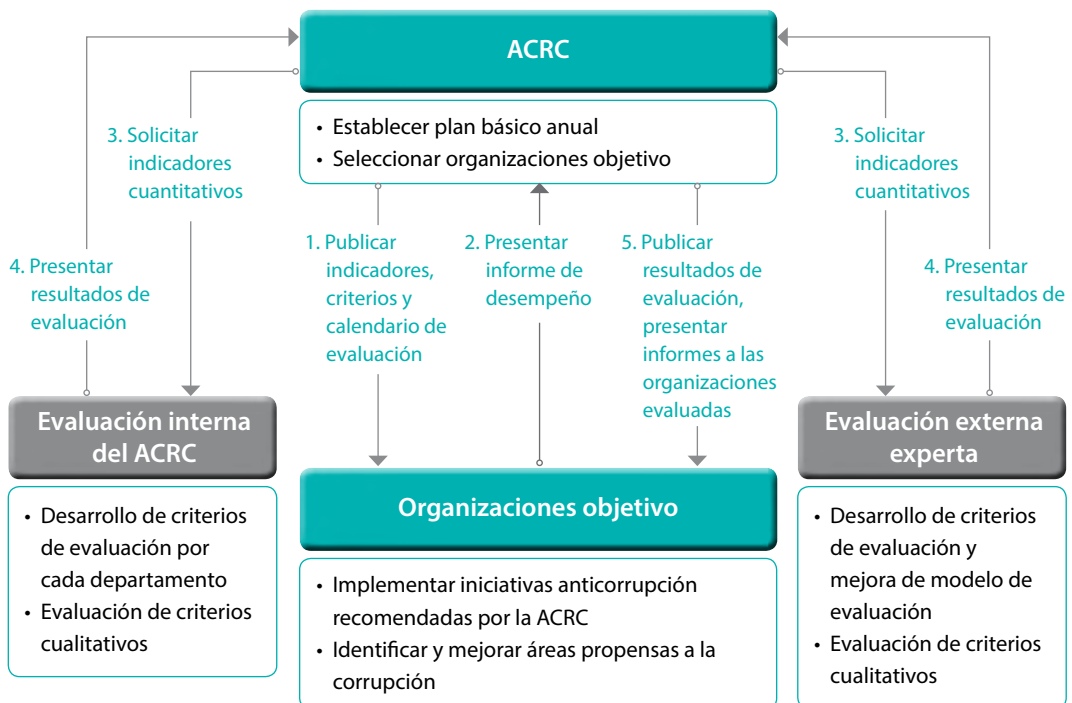 ACRC
• Establecer plan básico anual
• Seleccionar organizaciones objetivo
3. Solicitar
indicadores
cuantitativos
3. Solicitar
indicadores
cuantitativos
4. Presentar
resultados de
evaluación
1. Publicar
indicadores,
criterios y
calendario de
evaluación
2. Presentar
informe de
desempeño
5. Publicar
resultados de
evaluación,
presentar
informes a las
organizaciones
evaluadas
4. Presentar
resultados de
evaluación
Evaluación interna
del ACRC
• Desarrollo de criterios
de evaluación por
cada departamento
• Evaluación de criterios
cualitativos
Organizaciones objetivo
• Implementar iniciativas anticorrupción
recomendadas por la ACRC
• Identificar y mejorar áreas propensas a la
corrupción
Evaluación externa
experta
• Desarrollo de criterios
de evaluación y
mejora de modelo de
evaluación
• Evaluación de criterios
cualitativos